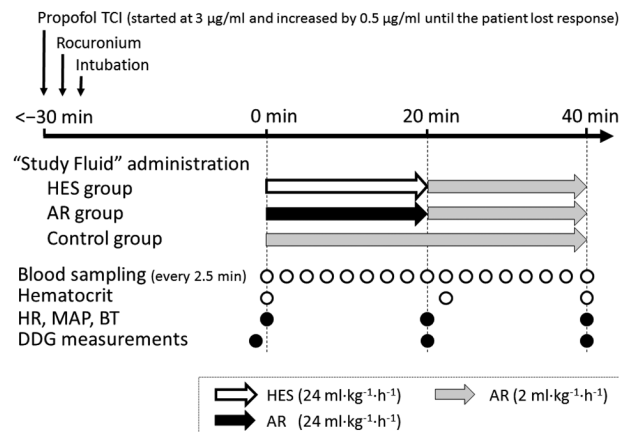 Propofol TCI (started at 3 µg/ml and increased by 0.5 µg/ml until the patient lost response)
Rocuronium
Intubation
<−30 min 0 min 20 min 40 min
“Study Fluid” administration
HES group
AR group
Control group
Blood sampling (every 2.5 min)
Hematocrit
HR, MAP, BT
DDG measurements
HES (24 ml·kg⁻¹·h⁻¹) AR (2 ml·kg⁻¹·h⁻¹)
AR (24 ml·kg⁻¹·h⁻¹)